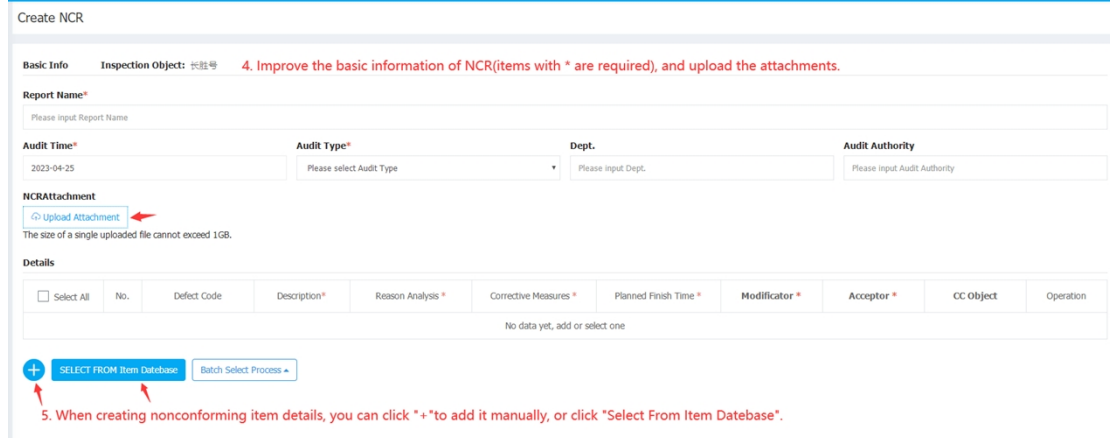 Create NCR
Basic Info Inspection Object: 长胜号 4. Improve the basic information of NCR(items with * are required), and upload the attachments.
Report Name*
Please input Report Name
Audit Time* Audit Type* Dept. Audit Authority
2023-04-25 Please select Audit Type Please input Dept. Please input Audit Authority
NCRAttachment
Upload Attachment
The size of a single uploaded file cannot exceed 1GB.
Details
Select All No. Defect Code Description* Reason Analysis * Corrective Measures * Planned Finish Time * Modificator * Acceptor * CC Object Operation
No data yet, add or select one
+ SELECT FROM Item Datebase Batch Select Process
5. When creating nonconforming item details, you can click "+"to add it manually, or click "Select From Item Datebase".